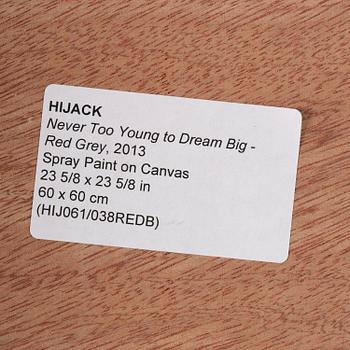 HIJACK
Never Too Young to Dream Big -
Red Grey, 2013
Spray Paint on Canvas
23 5/8 x 23 5/8 in
60 x 60 cm
(HIJ061/038REDB)